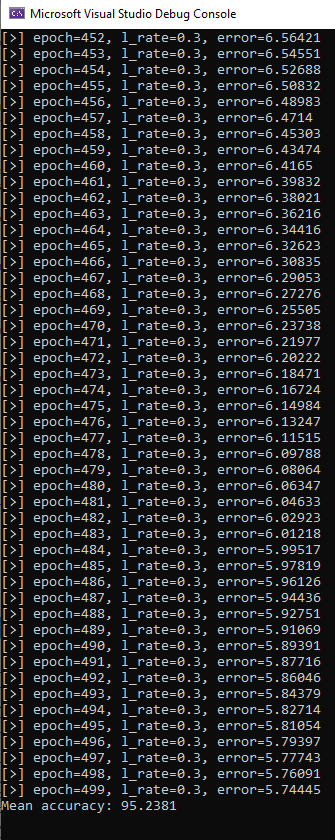 Microsoft Visual Studio Debug Console
[>] epoch=452, l_rate=0.3, error=6.56421
[>] epoch=453, l_rate=0.3, error=6.54551
[>] epoch=454, l_rate=0.3, error=6.52688
[>] epoch=455, l_rate=0.3, error=6.50832
[>] epoch=456, l_rate=0.3, error=6.48983
[>] epoch=457, l_rate=0.3, error=6.4714
[>] epoch=458, l_rate=0.3, error=6.45303
[>] epoch=459, l_rate=0.3, error=6.43474
[>] epoch=460, l_rate=0.3, error=6.4165
[>] epoch=461, l_rate=0.3, error=6.39832
[>] epoch=462, l_rate=0.3, error=6.38021
[>] epoch=463, l_rate=0.3, error=6.36216
[>] epoch=464, l_rate=0.3, error=6.34416
[>] epoch=465, l_rate=0.3, error=6.32623
[>] epoch=466, l_rate=0.3, error=6.30835
[>] epoch=467, l_rate=0.3, error=6.29053
[>] epoch=468, l_rate=0.3, error=6.27276
[>] epoch=469, l_rate=0.3, error=6.25505
[>] epoch=470, l_rate=0.3, error=6.23738
[>] epoch=471, l_rate=0.3, error=6.21977
[>] epoch=472, l_rate=0.3, error=6.20222
[>] epoch=473, l_rate=0.3, error=6.18471
[>] epoch=474, l_rate=0.3, error=6.16724
[>] epoch=475, l_rate=0.3, error=6.14984
[>] epoch=476, l_rate=0.3, error=6.13247
[>] epoch=477, l_rate=0.3, error=6.11515
[>] epoch=478, l_rate=0.3, error=6.09788
[>] epoch=479, l_rate=0.3, error=6.08064
[>] epoch=480, l_rate=0.3, error=6.06347
[>] epoch=481, l_rate=0.3, error=6.04633
[>] epoch=482, l_rate=0.3, error=6.02923
[>] epoch=483, l_rate=0.3, error=6.01218
[>] epoch=484, l_rate=0.3, error=5.99517
[>] epoch=485, l_rate=0.3, error=5.97819
[>] epoch=486, l_rate=0.3, error=5.96126
[>] epoch=487, l_rate=0.3, error=5.94436
[>] epoch=488, l_rate=0.3, error=5.92751
[>] epoch=489, l_rate=0.3, error=5.91069
[>] epoch=490, l_rate=0.3, error=5.89391
[>] epoch=491, l_rate=0.3, error=5.87716
[>] epoch=492, l_rate=0.3, error=5.86046
[>] epoch=493, l_rate=0.3, error=5.84379
[>] epoch=494, l_rate=0.3, error=5.82714
[>] epoch=495, l_rate=0.3, error=5.81054
[>] epoch=496, l_rate=0.3, error=5.79397
[>] epoch=497, l_rate=0.3, error=5.77743
[>] epoch=498, l_rate=0.3, error=5.76091
[>] epoch=499, l_rate=0.3, error=5.74445
Mean accuracy: 95.2381